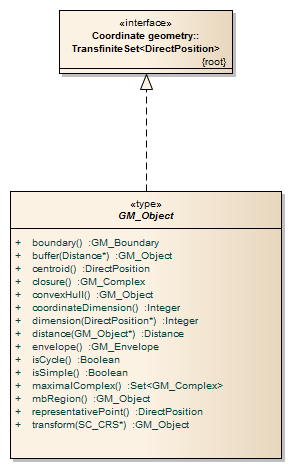 «interface»
Coordinate geometry::
TransfiniteSet<DirectPosition>
{root}
«type»
GM_Object
+ boundary() :GM_Boundary
+ buffer(Distance*) :GM_Object
+ centroid() :DirectPosition
+ closure() :GM_Complex
+ convexHull() :GM_Object
+ coordinateDimension() :Integer
+ dimension(DirectPosition*) :Integer
+ distance(GM_Object*) :Distance
+ envelope() :GM_Envelope
+ isCycle() :Boolean
+ isSimple() :Boolean
+ maximalComplex() :Set<GM_Complex>
+ mbRegion() :GM_Object
+ representativePoint() :DirectPosition
+ transform(SC_CRS*) :GM_Object